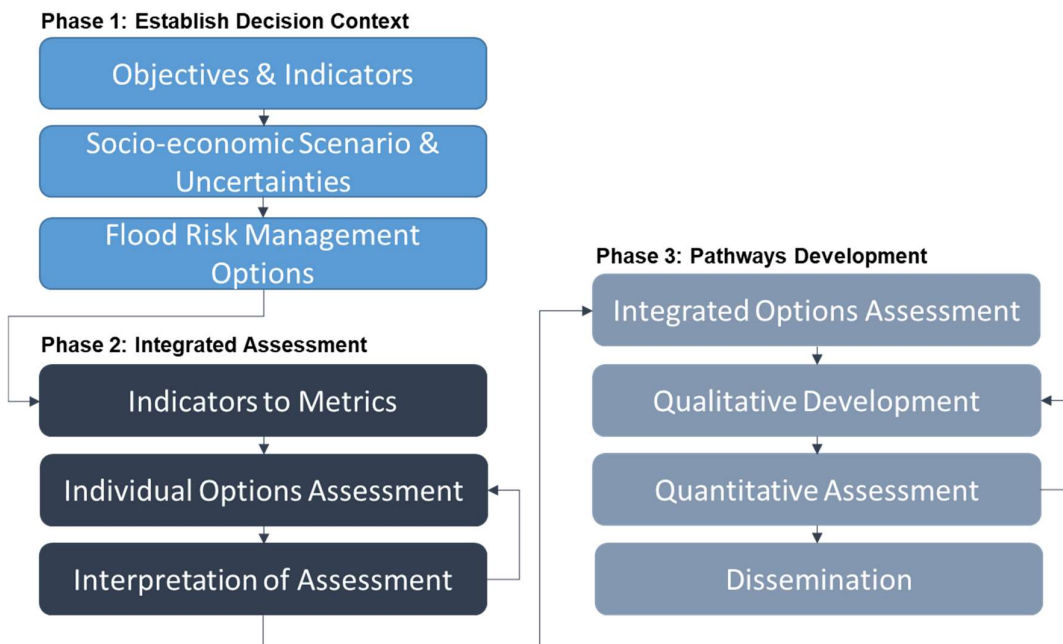 Phase 1: Establish Decision Context
Objectives & Indicators
Socio-economic Scenario &
Uncertainties
Flood Risk Management
Options
Phase 2: Integrated Assessment
Indicators to Metrics
Individual Options Assessment
Interpretation of Assessment
Phase 3: Pathways Development
Integrated Options Assessment
Qualitative Development
Quantitative Assessment
Dissemination